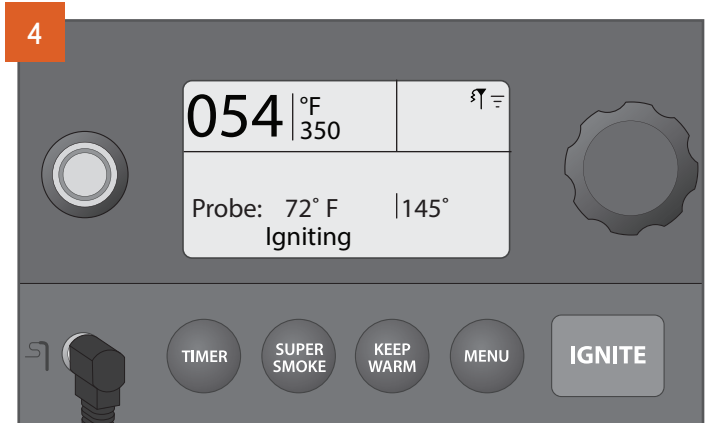 4
054 °F
350
Probe: 72° F 145°
Igniting
TIMER
SUPER
SMOKE
KEEP
WARM
MENU
IGNITE